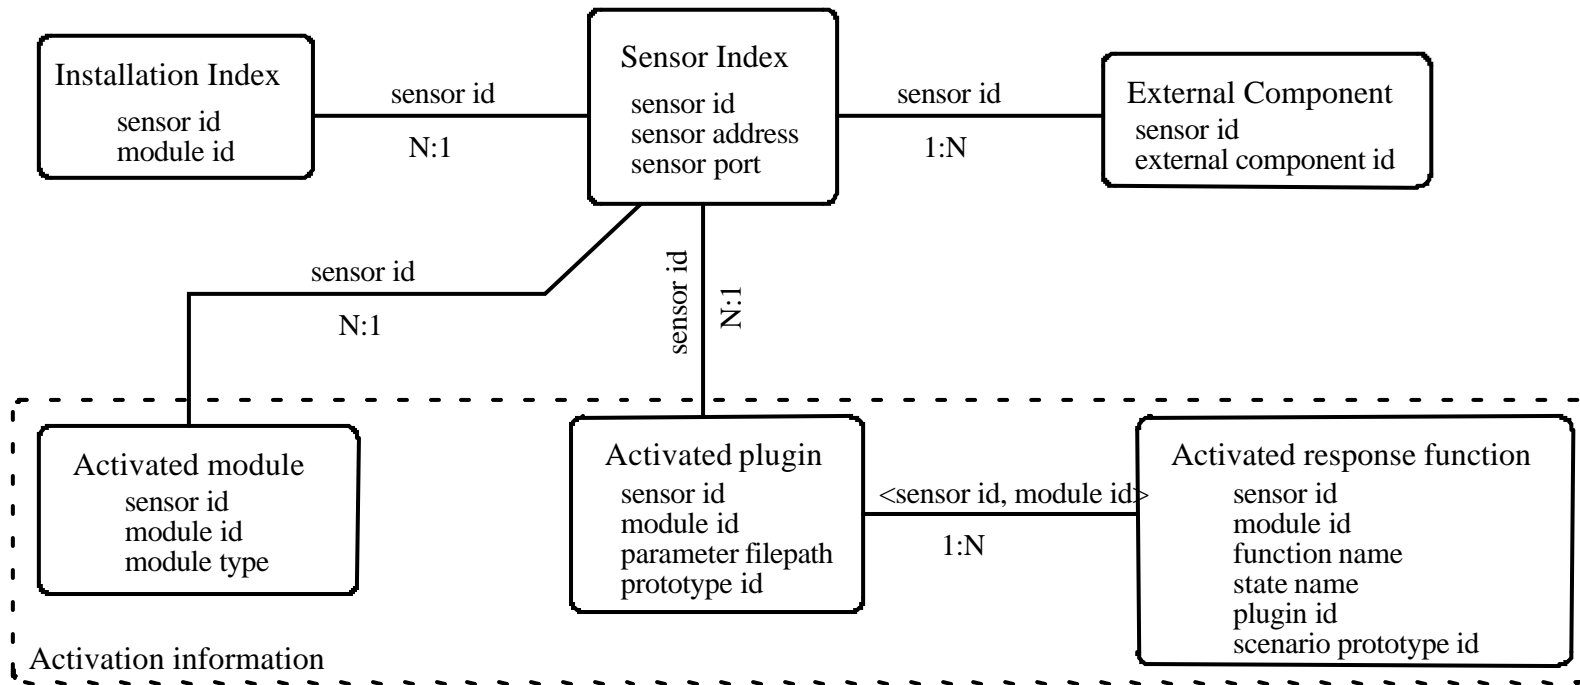 Installation Index
sensor id
module id
sensor id
N:1
Sensor Index
sensor id
sensor address
sensor port
sensor id
1:N
External Component
sensor id
external component id
sensor id
N:1
sensor id
N:1
Activated module
sensor id
module id
module type
Activated plugin
sensor id
module id
parameter filepath
prototype id
<sensor id, module id>
1:N
Activated response function
sensor id
module id
function name
state name
plugin id
scenario prototype id
Activation information